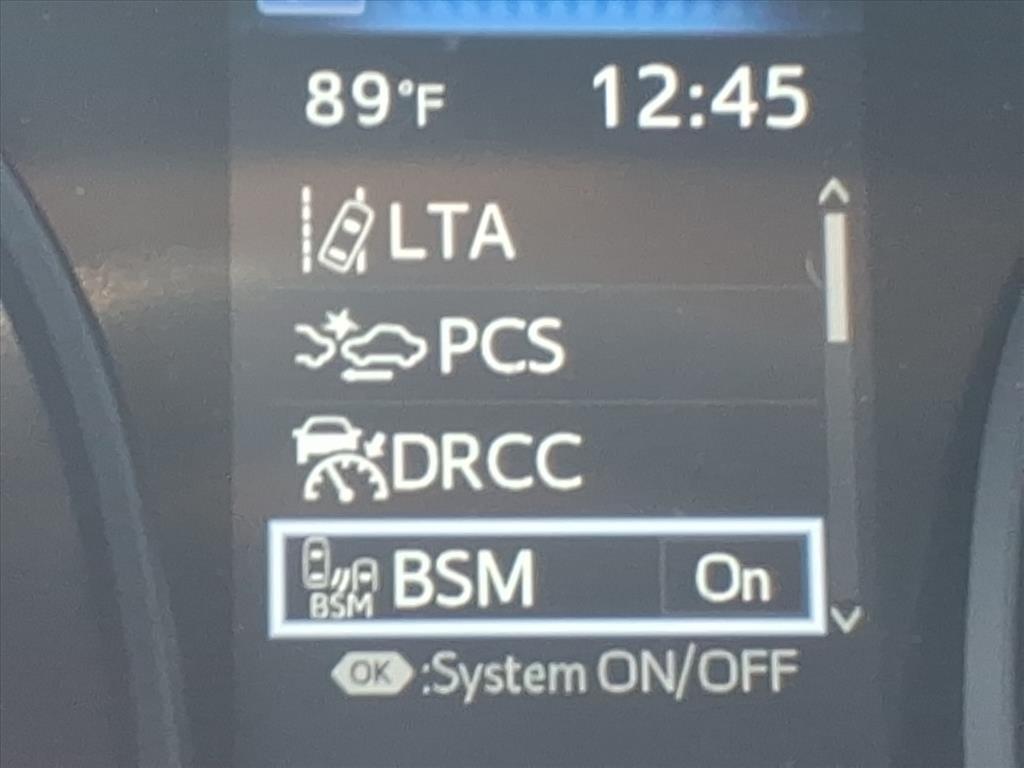 89°F 12:45
LTA
PCS
DRCC
BSM BSM On
OK :System ON/OFF